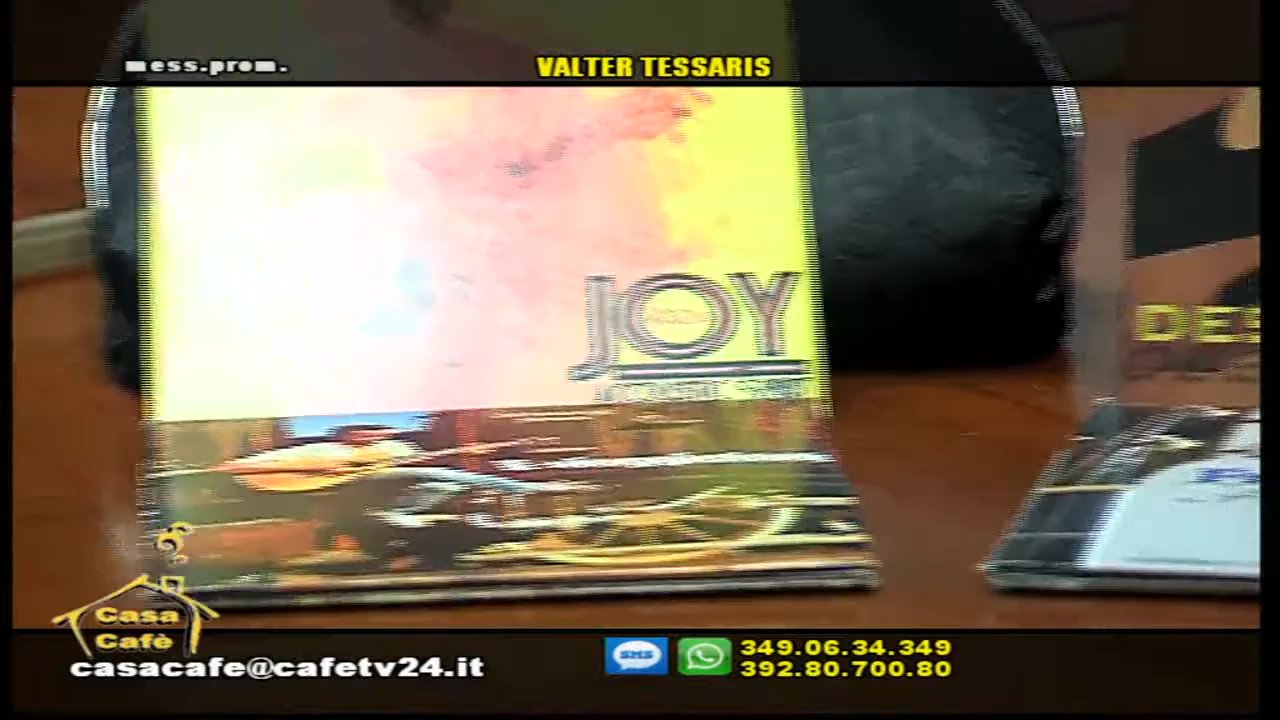 mess.prom.
VALTER TESSARIS
JOY
DES
Casa
Cafè
casacafe@cafetv24.it
SMS
349.06.34.349
392.80.700.80